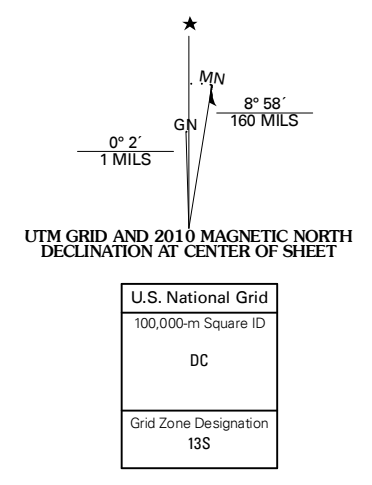 ★
MN
8° 58´
160 MILS
GN
0° 2´
1 MILS
UTM GRID AND 2010 MAGNETIC NORTH
DECLINATION AT CENTER OF SHEET
U.S. National Grid
100,000-m Square ID
DC
Grid Zone Designation
13S